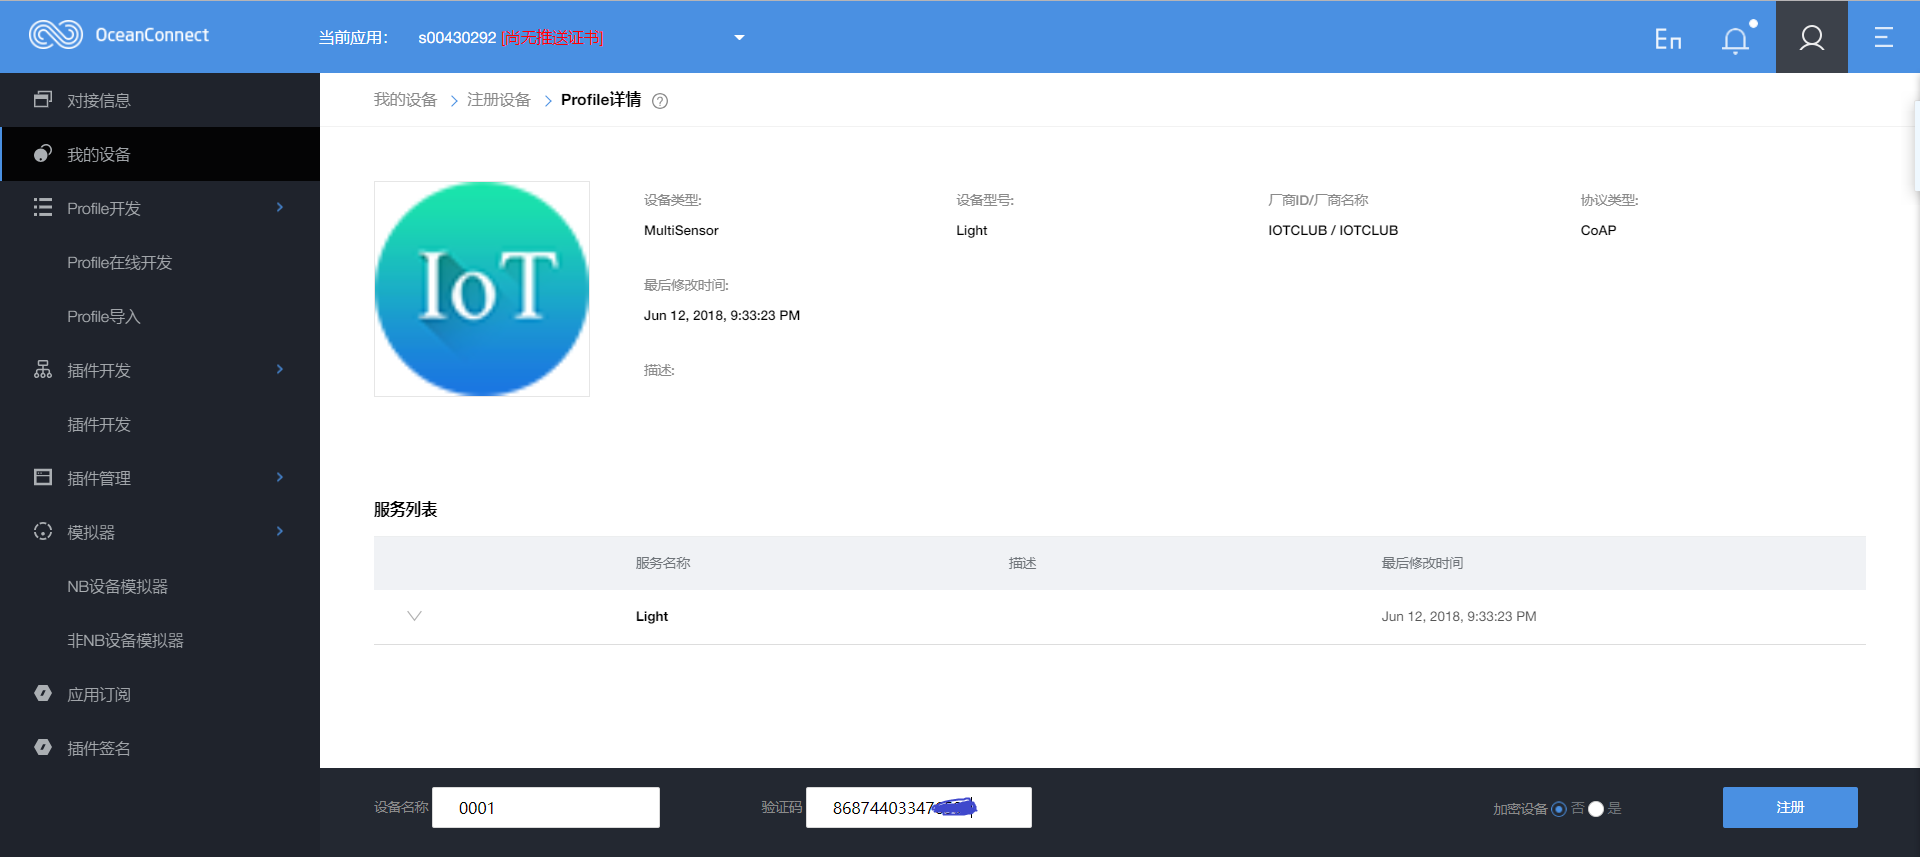 OceanConnect
当前应用： s00430292 [尚无推送证书]
En
对接信息
我的设备
Profile开发
Profile在线开发
Profile导入
插件开发
插件开发
插件管理
模拟器
NB设备模拟器
非NB设备模拟器
应用订阅
插件签名
我的设备 > 注册设备 > Profile详情 ?
IoT
设备类型: 设备型号: 厂商ID/厂商名称 协议类型:
MultiSensor Light IOTCLUB / IOTCLUB CoAP
最后修改时间:
Jun 12, 2018, 9:33:23 PM
描述:
服务列表
服务名称 描述 最后修改时间
Light Jun 12, 2018, 9:33:23 PM
设备名称 0001 验证码 86874403347 加密设备 否 是 注册